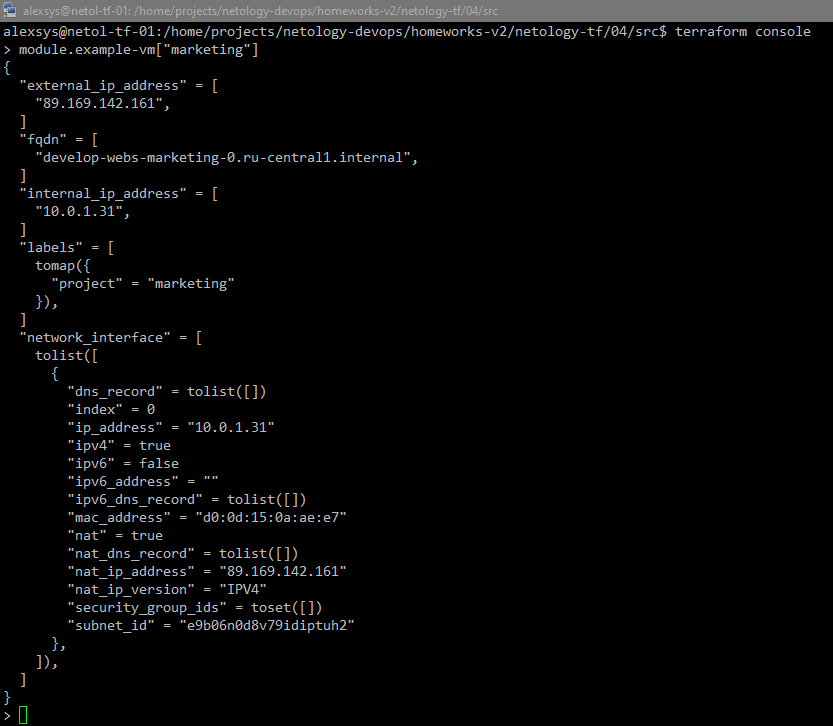 alexsys@netol-tf-01: /home/projects/netology-devops/homeworks-v2/netology-tf/04/src
alexsys@netol-tf-01:/home/projects/netology-devops/homeworks-v2/netology-tf/04/src$ terraform console
> module.example-vm["marketing"]
{
  "external_ip_address" = [
    "89.169.142.161",
  ]
  "fqdn" = [
    "develop-webs-marketing-0.ru-central1.internal",
  ]
  "internal_ip_address" = [
    "10.0.1.31",
  ]
  "labels" = [
    tomap({
      "project" = "marketing"
    }),
  ]
  "network_interface" = [
    tolist([
      {
        "dns_record" = tolist([])
        "index" = 0
        "ip_address" = "10.0.1.31"
        "ipv4" = true
        "ipv6" = false
        "ipv6_address" = ""
        "ipv6_dns_record" = tolist([])
        "mac_address" = "d0:0d:15:0a:ae:e7"
        "nat" = true
        "nat_dns_record" = tolist([])
        "nat_ip_address" = "89.169.142.161"
        "nat_ip_version" = "IPV4"
        "security_group_ids" = toset([])
        "subnet_id" = "e9b06n0d8v79idiptuh2"
      },
    ]),
  ]
}
>